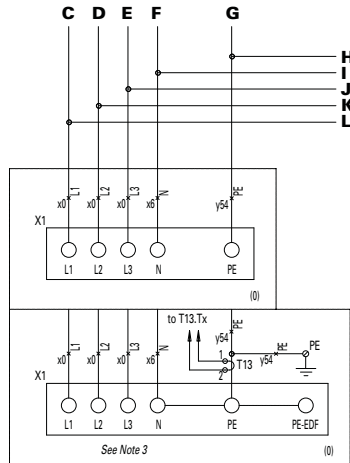 C D E F G
H
I
J
K
L
x0 L1 x0 L2 x0 L3 x6 N y54 PE
X1
L1 L2 L3 N PE
(0)
to T13.Tx
x0 L1 x0 L2 x0 L3 x6 N y54 PE
1 y54 PE PE
T13
2
X1
L1 L2 L3 N PE PE-EDF
See Note 3 (0)